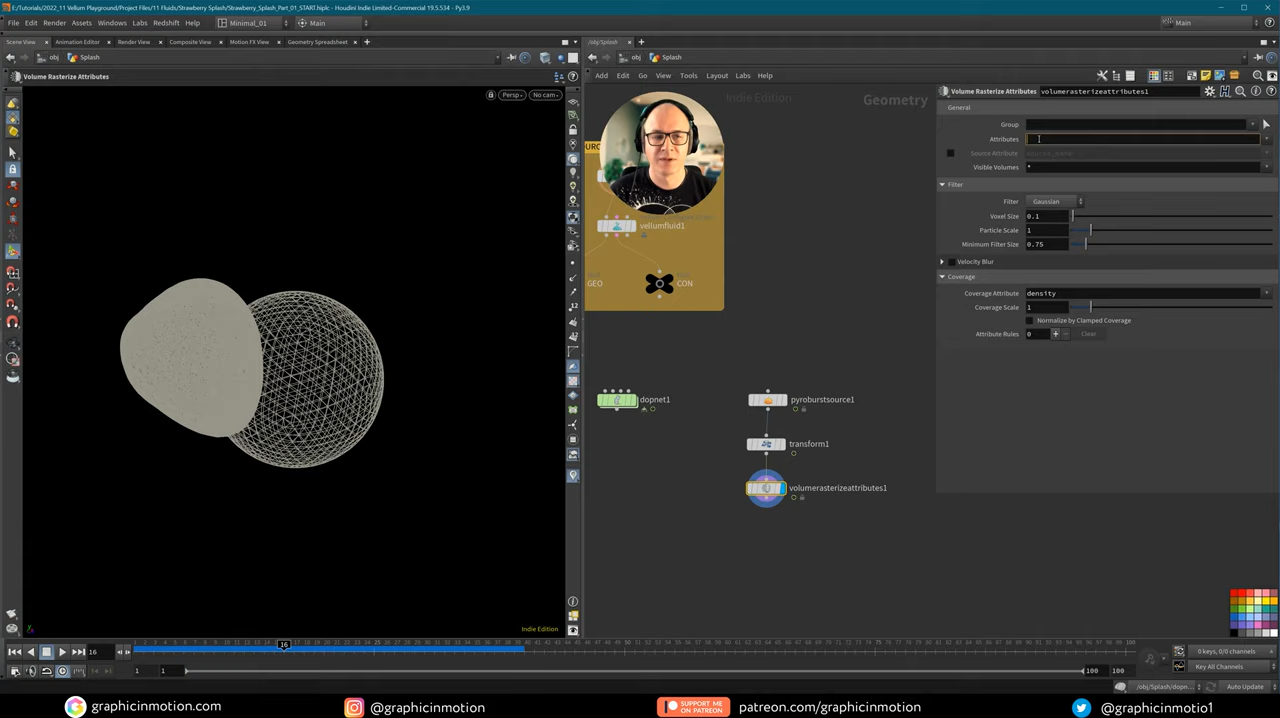 E:/Tutorials/2022_11 Vellum Playground/Project Files/11 Fluids/Strawberry Splash/Strawberry_Splash_Part_01_START.hiplc - Houdini Indie Limited-Commercial 19.5.534 - Py3.9
File Edit Render Assets Windows Labs Redshift Help Minimal_01 Main Main
Scene View Animation Editor Render View Composite View Motion FX View Geometry Spreadsheet
/obj/Splash
obj Splash
obj Splash
Volume Rasterize Attributes
Add Edit Go View Tools Layout Labs Help
Persp No cam
Indie Edition
Geometry
Volume Rasterize Attributes volumerasterizeattributes1
General
Group
Attributes
Source Attribute
Visible Volumes *
Filter
Filter Gaussian
Voxel Size 0.1
Particle Scale 1
Minimum Filter Size 0.75
Velocity Blur
Coverage
Coverage Attribute density
Coverage Scale 1
Normalize by Clamped Coverage
Attribute Rules 0 + - Clear
vellumfluid1
GEO
CON
dopnet1
pyroburstsource1
transform1
volumerasterizeattributes1
Indie Edition
16
16
1 1
100 100
0 keys, 0/0 channels
Key All Channels
/obj/Splash/dopn...
Auto Update
graphicinmotion.com
@graphicinmotion
SUPPORT ME ON PATREON
patreon.com/graphicinmotion
@graphicinmotio1